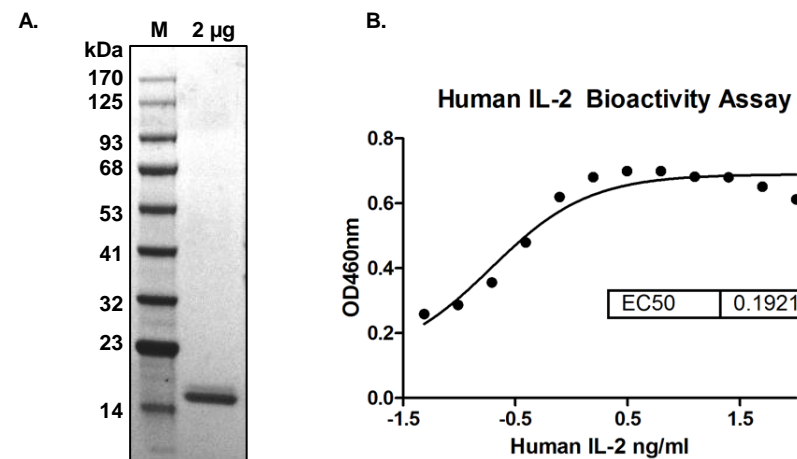 A.
M 2 µg
kDa
170
125
93
68
53
41
32
23
14
B.
Human IL-2 Bioactivity Assay
0.8
0.6
0.4
0.2
0.0
OD460nm
EC50 0.1921
-1.5 -0.5 0.5 1.5
Human IL-2 ng/ml